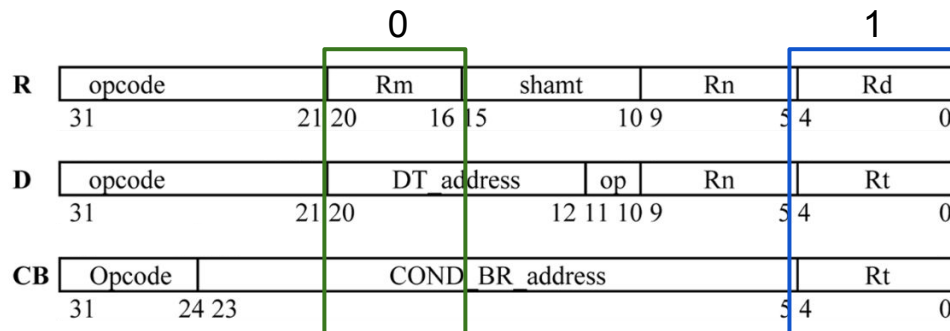 0 1
R opcode Rm shamt Rn Rd
31 21 20 16 15 10 9 5 4 0
D opcode DT_address op Rn Rt
31 21 20 12 11 10 9 5 4 0
CB Opcode COND_BR_address Rt
31 24 23 5 4 0